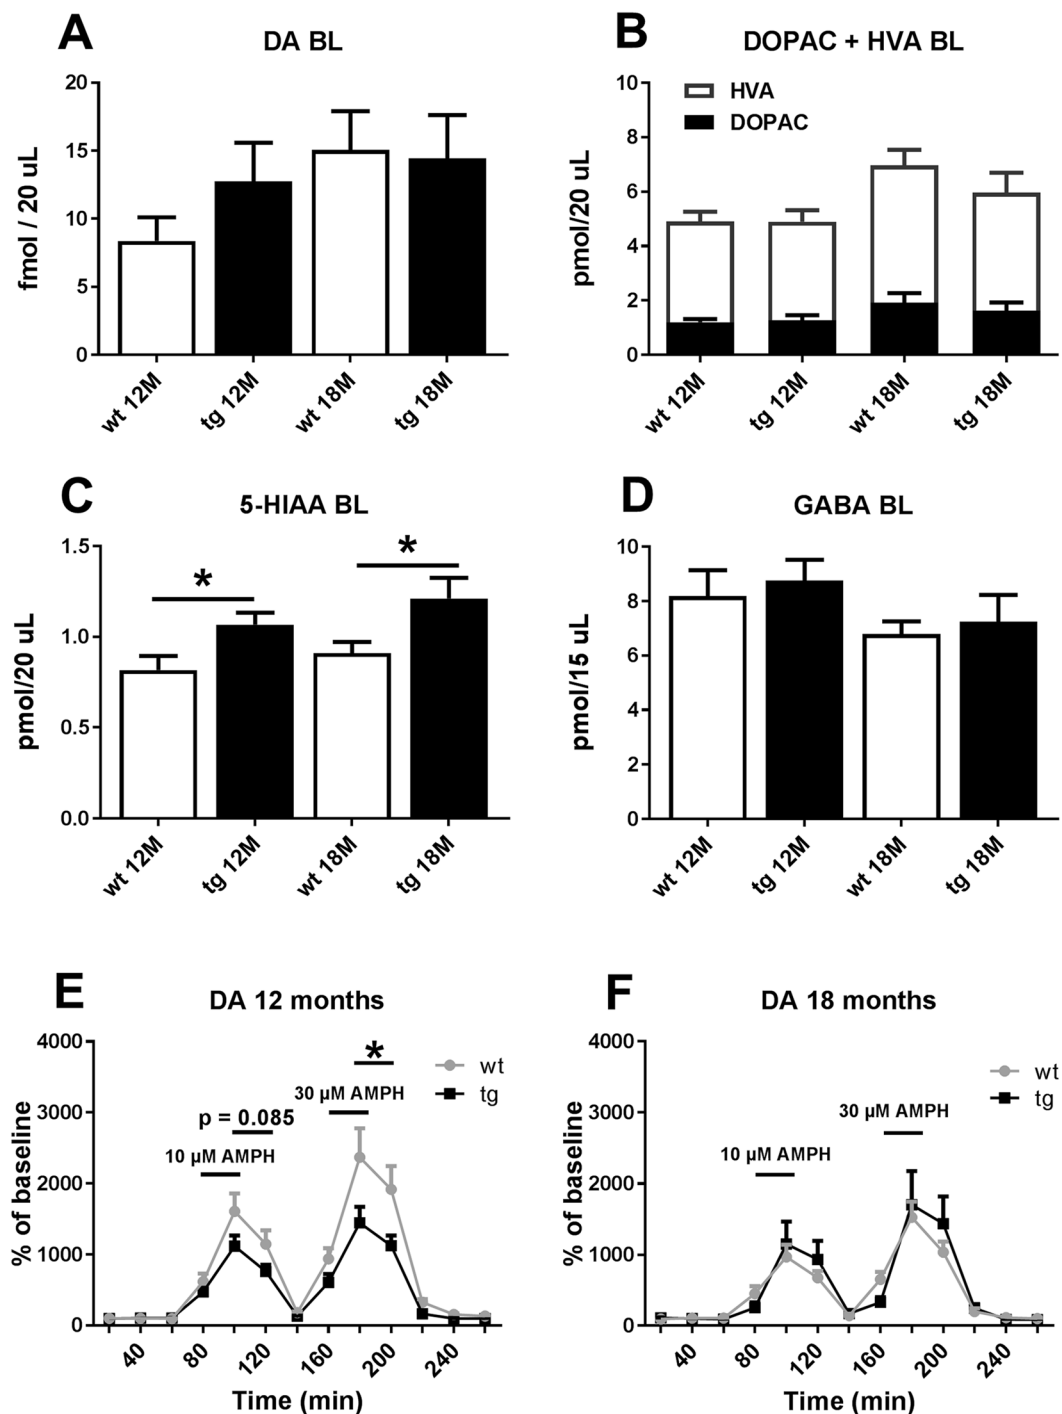 A
DA BL
fmol / 20 uL
20
15
10
5
0
wt 12M
tg 12M
wt 18M
tg 18M
B
DOPAC + HVA BL
HVA
DOPAC
pmol/20 uL
10
8
6
4
2
0
wt 12M
tg 12M
wt 18M
tg 18M
C
5-HIAA BL
pmol/20 uL
1.5
1.0
0.5
0.0
*
*
wt 12M
tg 12M
wt 18M
tg 18M
D
GABA BL
pmol/15 uL
10
8
6
4
2
0
wt 12M
tg 12M
wt 18M
tg 18M
E
DA 12 months
% of baseline
4000
3000
2000
1000
0
*
wt
tg
30 µM AMPH
p = 0.085
10 µM AMPH
40
80
120
160
200
240
Time (min)
F
DA 18 months
% of baseline
4000
3000
2000
1000
0
wt
tg
30 µM AMPH
10 µM AMPH
40
80
120
160
200
240
Time (min)